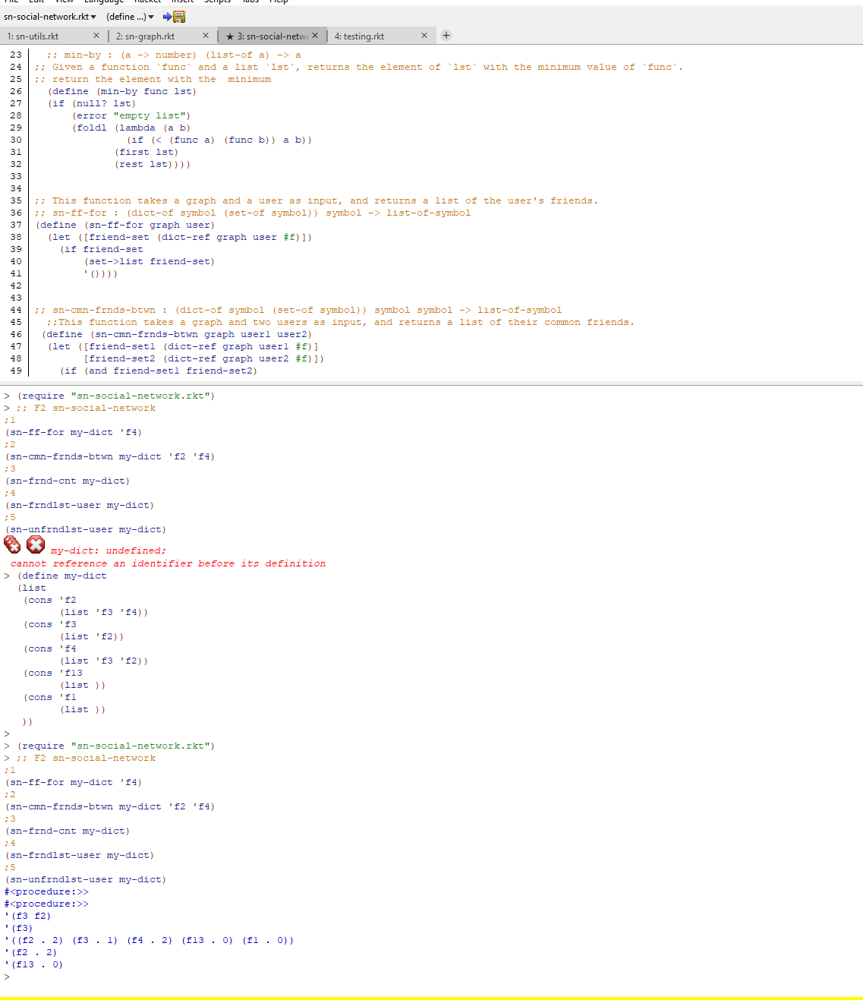 File Edit View Language Racket Insert Scripts Tabs Help
sn-social-network.rkt (define ...)
1: sn-utils.rkt 2: sn-graph.rkt ★ 3: sn-social-netwo 4: testing.rkt
23 ;; min-by : (a -> number) (list-of a) -> a
24 ;; Given a function `func` and a list `lst`, returns the element of `lst` with the minimum value of `func`.
25 ;; return the element with the  minimum
26 (define (min-by func lst)
27 (if (null? lst)
28 (error "empty list")
29 (foldl (lambda (a b)
30 (if (< (func a) (func b)) a b))
31 (first lst)
32 (rest lst))))
33
34
35 ;; This function takes a graph and a user as input, and returns a list of the user's friends.
36 ;; sn-ff-for : (dict-of symbol (set-of symbol)) symbol -> list-of-symbol
37 (define (sn-ff-for graph user)
38 (let ([friend-set (dict-ref graph user #f)])
39 (if friend-set
40 (set->list friend-set)
41 '())))
42
43
44 ;; sn-cmn-frnds-btwn : (dict-of symbol (set-of symbol)) symbol symbol -> list-of-symbol
45 ;;This function takes a graph and two users as input, and returns a list of their common friends.
46 (define (sn-cmn-frnds-btwn graph user1 user2)
47 (let ([friend-set1 (dict-ref graph user1 #f)]
48 [friend-set2 (dict-ref graph user2 #f)])
49 (if (and friend-set1 friend-set2)
> (require "sn-social-network.rkt")
> ;; F2 sn-social-network
;1
(sn-ff-for my-dict 'f4)
;2
(sn-cmn-frnds-btwn my-dict 'f2 'f4)
;3
(sn-frnd-cnt my-dict)
;4
(sn-frndlst-user my-dict)
;5
(sn-unfrndlst-user my-dict)
my-dict: undefined;
cannot reference an identifier before its definition
> (define my-dict
(list
(cons 'f2
(list 'f3 'f4))
(cons 'f3
(list 'f2))
(cons 'f4
(list 'f3 'f2))
(cons 'f13
(list ))
(cons 'f1
(list ))
))
>
> (require "sn-social-network.rkt")
> ;; F2 sn-social-network
;1
(sn-ff-for my-dict 'f4)
;2
(sn-cmn-frnds-btwn my-dict 'f2 'f4)
;3
(sn-frnd-cnt my-dict)
;4
(sn-frndlst-user my-dict)
;5
(sn-unfrndlst-user my-dict)
#<procedure:>>
#<procedure:>>
'(f3 f2)
'(f3)
'((f2 . 2) (f3 . 1) (f4 . 2) (f13 . 0) (f1 . 0))
'(f2 . 2)
'(f13 . 0)
>